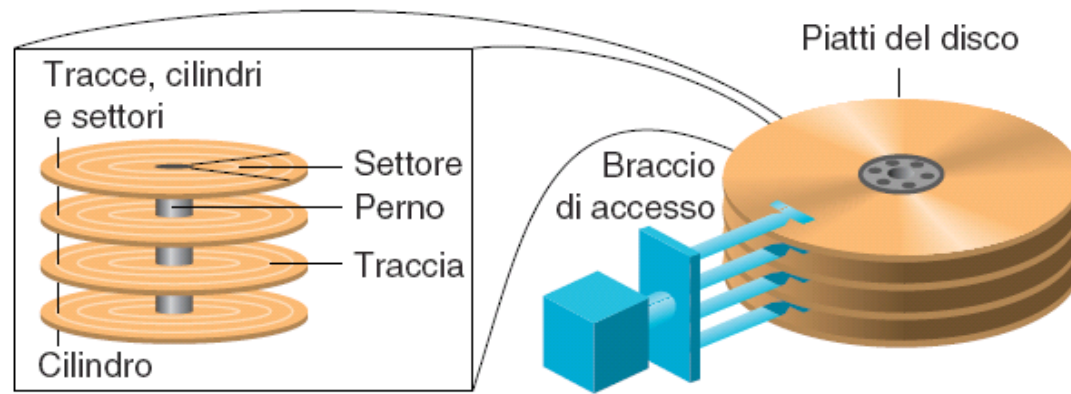 Tracce, cilindri
e settori
Settore
Perno
Traccia
Cilindro
Piatti del disco
Braccio
di accesso